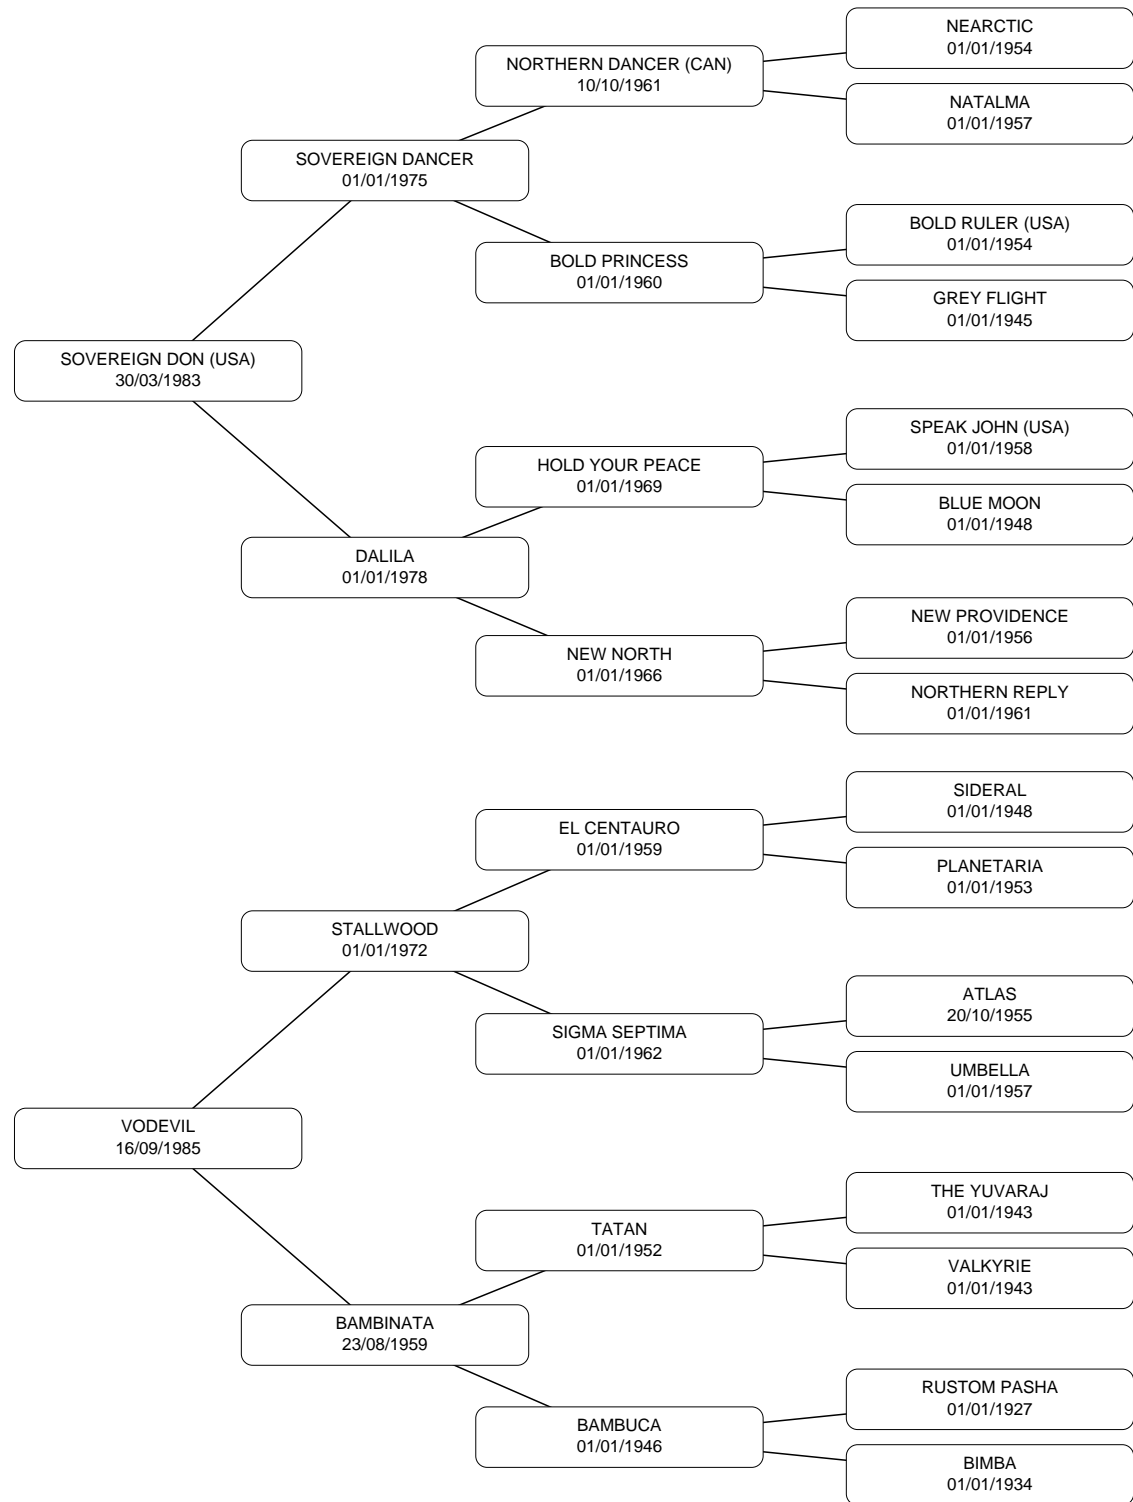 NEARCTIC
01/01/1954
NORTHERN DANCER (CAN)
10/10/1961
NATALMA
01/01/1957
SOVEREIGN DANCER
01/01/1975
BOLD RULER (USA)
01/01/1954
BOLD PRINCESS
01/01/1960
GREY FLIGHT
01/01/1945
SOVEREIGN DON (USA)
30/03/1983
SPEAK JOHN (USA)
01/01/1958
HOLD YOUR PEACE
01/01/1969
BLUE MOON
01/01/1948
DALILA
01/01/1978
NEW PROVIDENCE
01/01/1956
NEW NORTH
01/01/1966
NORTHERN REPLY
01/01/1961
SIDERAL
01/01/1948
EL CENTAURO
01/01/1959
PLANETARIA
01/01/1953
STALLWOOD
01/01/1972
ATLAS
20/10/1955
SIGMA SEPTIMA
01/01/1962
UMBELLA
01/01/1957
VODEVIL
16/09/1985
THE YUVARAJ
01/01/1943
TATAN
01/01/1952
VALKYRIE
01/01/1943
BAMBINATA
23/08/1959
RUSTOM PASHA
01/01/1927
BAMBUCA
01/01/1946
BIMBA
01/01/1934